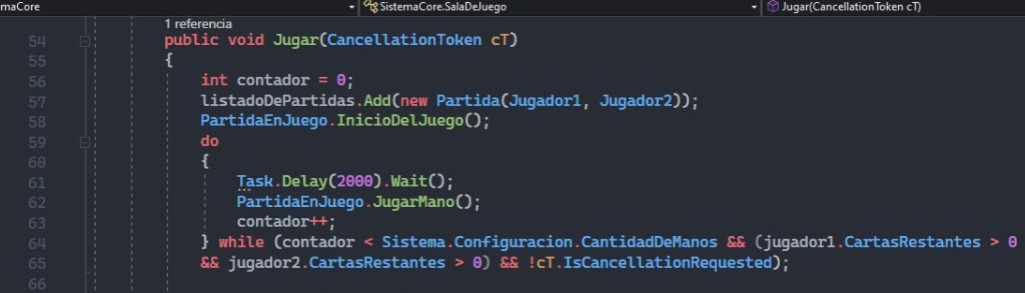 maCore SistemaCore.SalaDeJuego Jugar(CancellationToken cT)
1 referencia
54 public void Jugar(CancellationToken cT)
55 {
56 int contador = 0;
57 listadoDePartidas.Add(new Partida(Jugador1, Jugador2));
58 PartidaEnJuego.InicioDelJuego();
59 do
60 {
61 Task.Delay(2000).Wait();
62 PartidaEnJuego.JugarMano();
63 contador++;
64 } while (contador < Sistema.Configuracion.CantidadDeManos && (jugador1.CartasRestantes > 0
65 && jugador2.CartasRestantes > 0) && !cT.IsCancellationRequested);
66